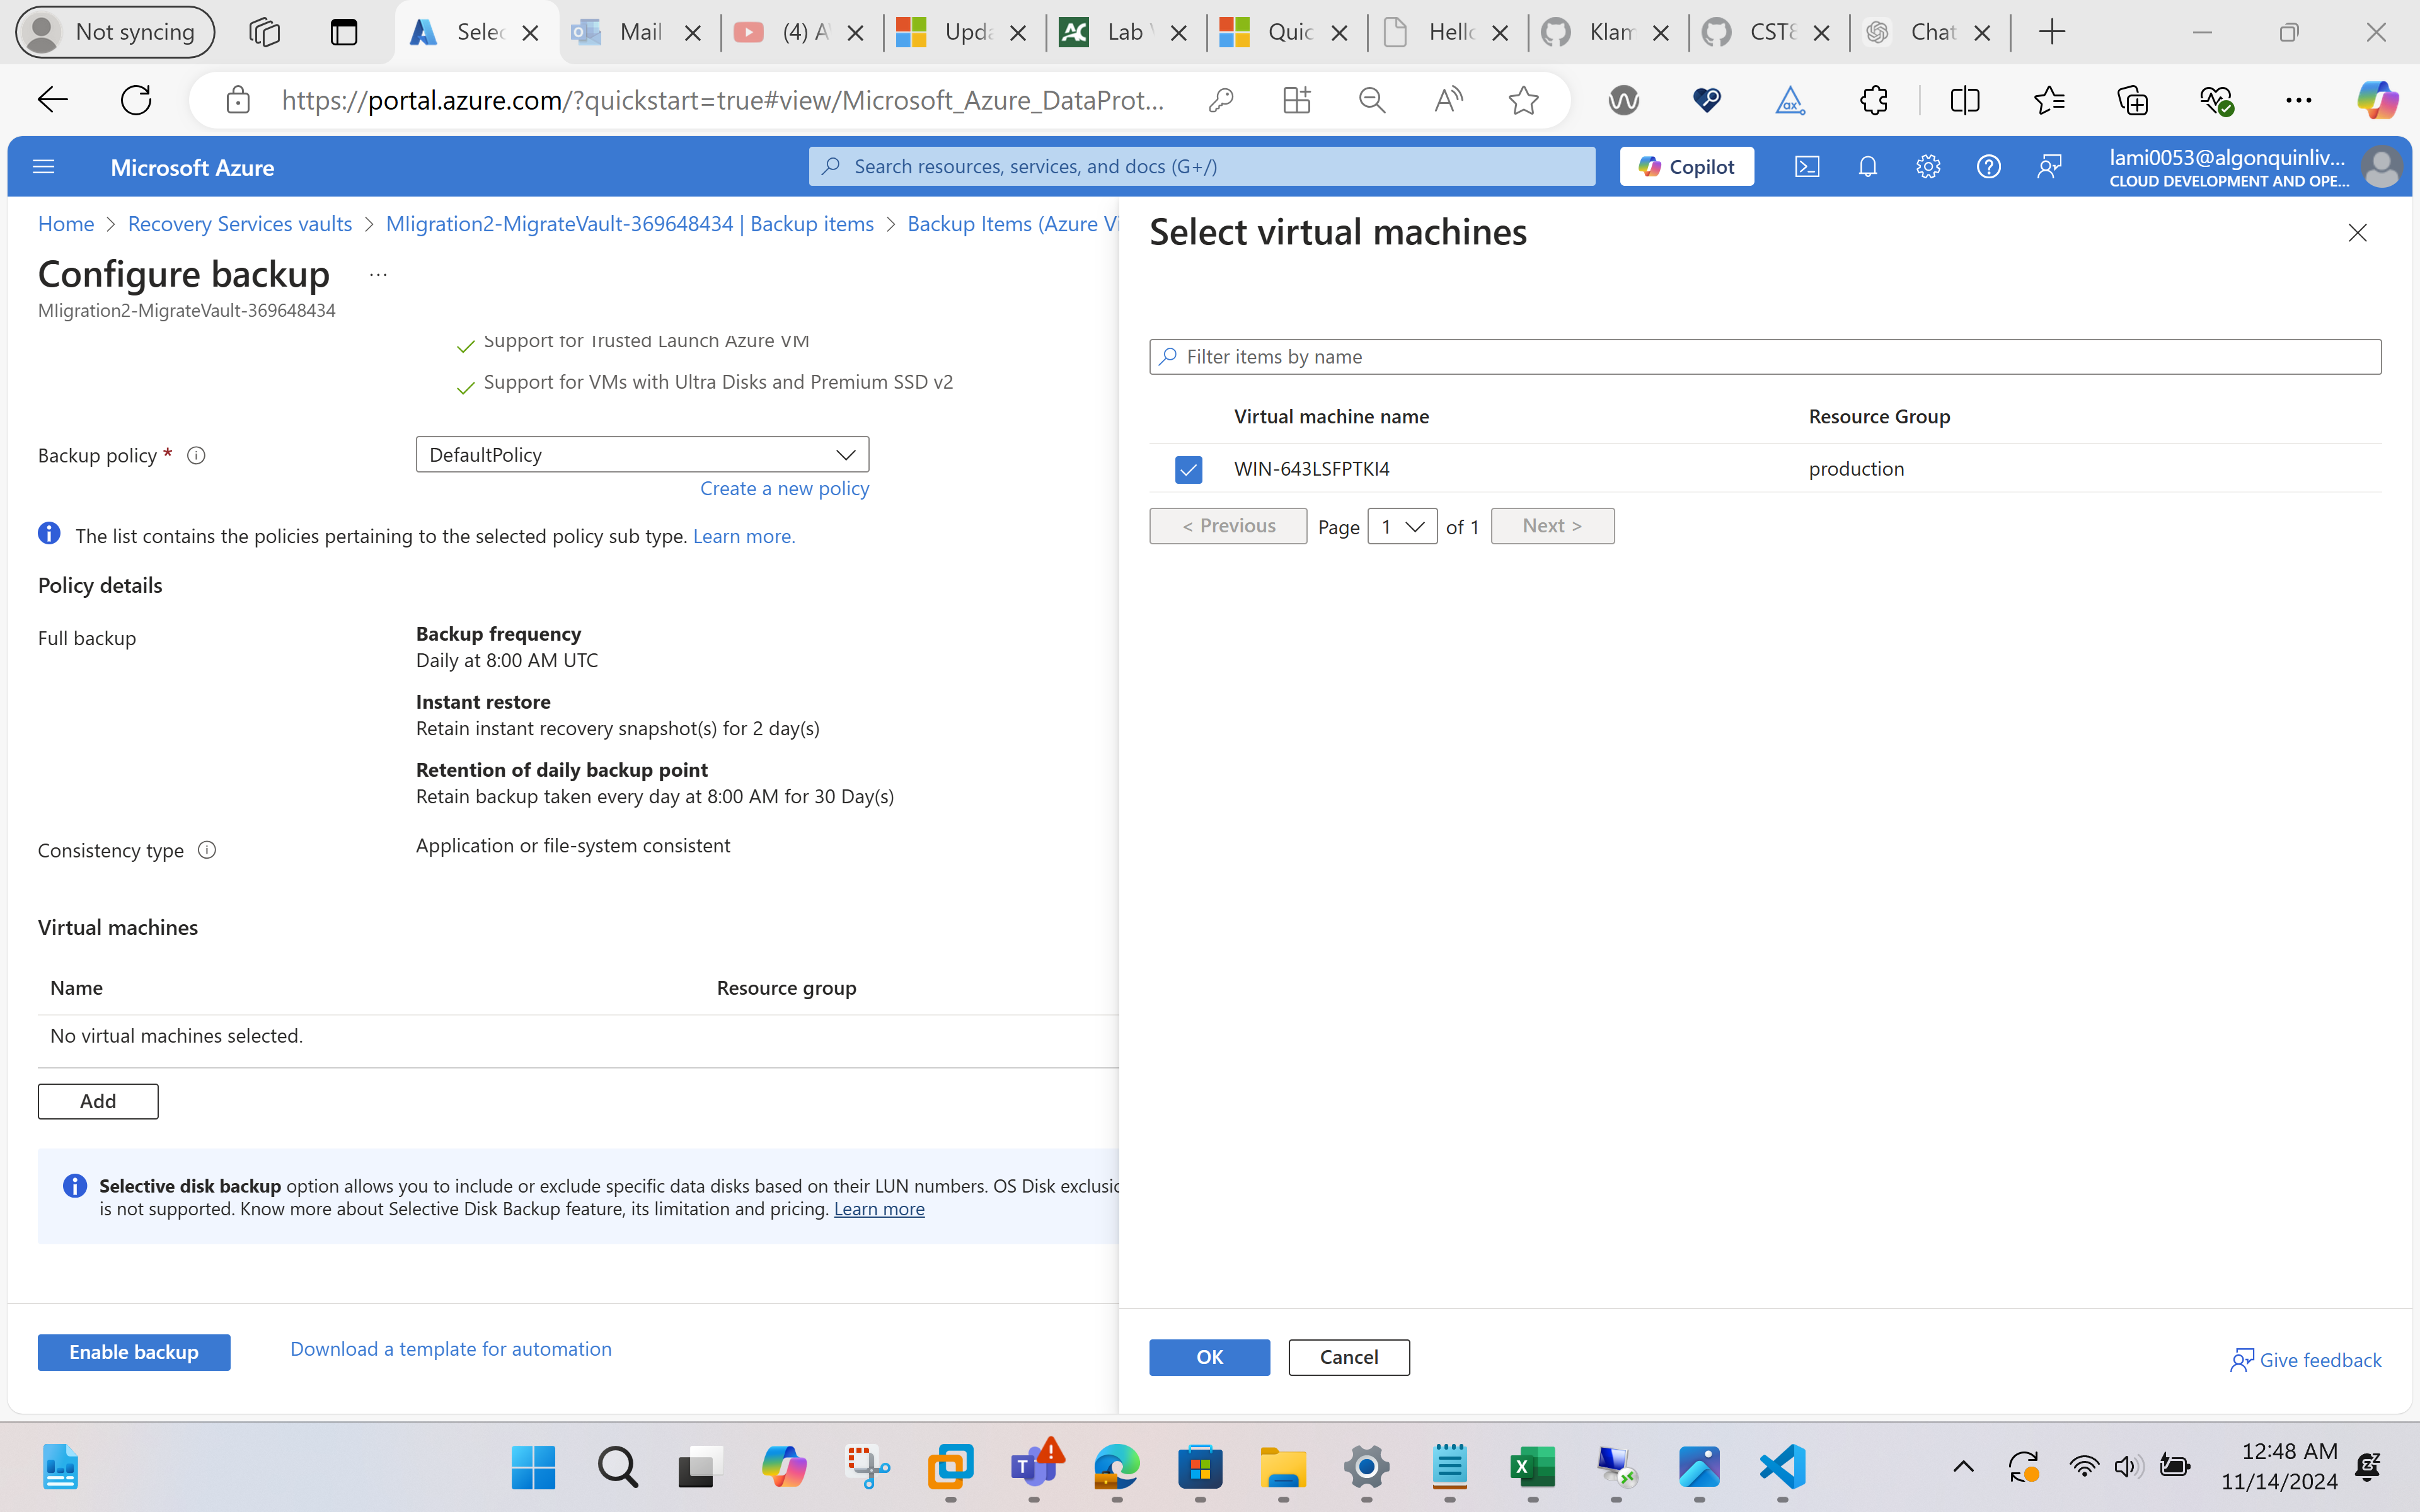 Not syncing
Selec
Mail
(4) A
Upda
Lab
Quic
Hello
Klam
CST8
Chat
https://portal.azure.com/?quickstart=true#view/Microsoft_Azure_DataProt...
Microsoft Azure
Search resources, services, and docs (G+/)
Copilot
lami0053@algonquinliv...
CLOUD DEVELOPMENT AND OPE...
Home > Recovery Services vaults > MIigration2-MigrateVault-369648434 | Backup items > Backup Items (Azure Vi
Configure backup ...
MIigration2-MigrateVault-369648434
Support for Trusted Launch Azure VM
Support for VMs with Ultra Disks and Premium SSD v2
Backup policy *
DefaultPolicy
Create a new policy
The list contains the policies pertaining to the selected policy sub type. Learn more.
Policy details
Full backup
Backup frequency
Daily at 8:00 AM UTC
Instant restore
Retain instant recovery snapshot(s) for 2 day(s)
Retention of daily backup point
Retain backup taken every day at 8:00 AM for 30 Day(s)
Consistency type
Application or file-system consistent
Virtual machines
Name Resource group
No virtual machines selected.
Add
Selective disk backup option allows you to include or exclude specific data disks based on their LUN numbers. OS Disk exclusic
is not supported. Know more about Selective Disk Backup feature, its limitation and pricing. Learn more
Enable backup
Download a template for automation
Select virtual machines
Filter items by name
Virtual machine name Resource Group
WIN-643LSFPTKI4 production
< Previous Page 1 of 1 Next >
OK
Cancel
Give feedback
12:48 AM
11/14/2024